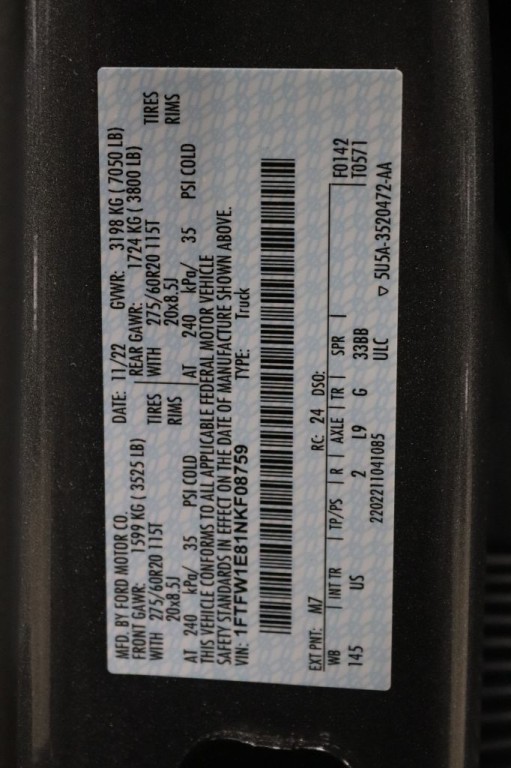 MFD. BY FORD MOTOR CO. DATE: 11/22 GVWR: 3198 KG ( 7050 LB)
FRONT GAWR: 1599 KG ( 3525 LB) REAR GAWR: 1724 KG ( 3800 LB)
WITH 275/60R20 115T TIRES WITH 275/60R20 115T TIRES
20x8.5J RIMS 20x8.5J RIMS
AT 240 kPa/ 35 PSI COLD AT 240 kPa/ 35 PSI COLD
THIS VEHICLE CONFORMS TO ALL APPLICABLE FEDERAL MOTOR VEHICLE
SAFETY STANDARDS IN EFFECT ON THE DATE OF MANUFACTURE SHOWN ABOVE.
VIN: 1FTFW1E81NKF08759 TYPE: Truck
EXT PNT: M7 RC: 24 DSO: F0142
WB INT TR TP/PS R AXLE TR SPR T0571
145 US 2 L9 G 33BB
2202211041085 ULC ▽ 5U5A-3520472-AA